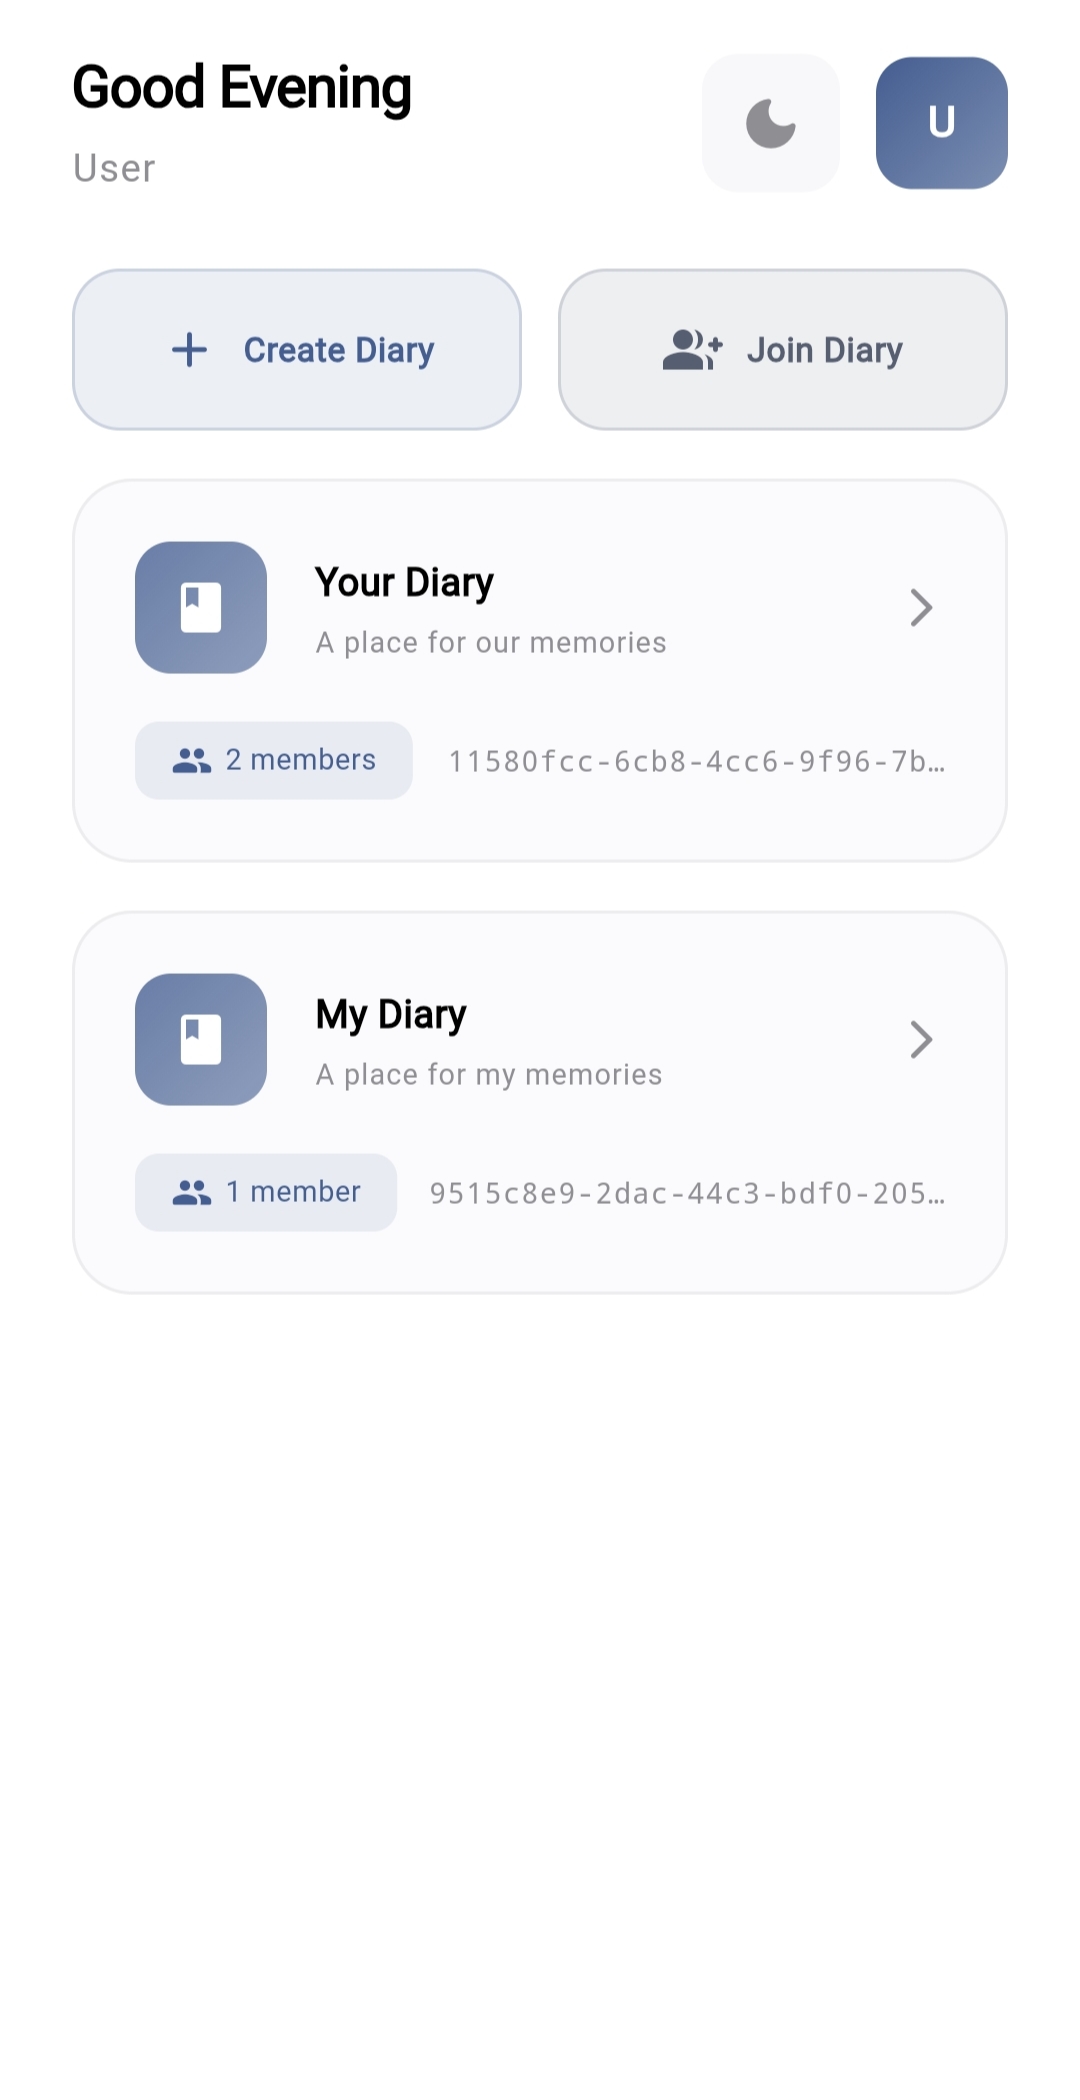 Good Evening
User
U
Create Diary
Join Diary
Your Diary
A place for our memories
2 members
11580fcc-6cb8-4cc6-9f96-7b…
My Diary
A place for my memories
1 member
9515c8e9-2dac-44c3-bdf0-205…